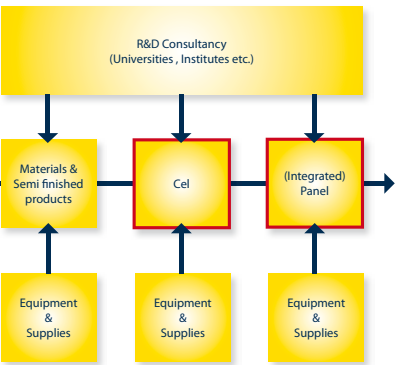 R&D Consultancy
(Universities , Institutes etc.)
Materials &
Semi finished
products
Cel
(Integrated)
Panel
Equipment
&
Supplies
Equipment
&
Supplies
Equipment
&
Supplies